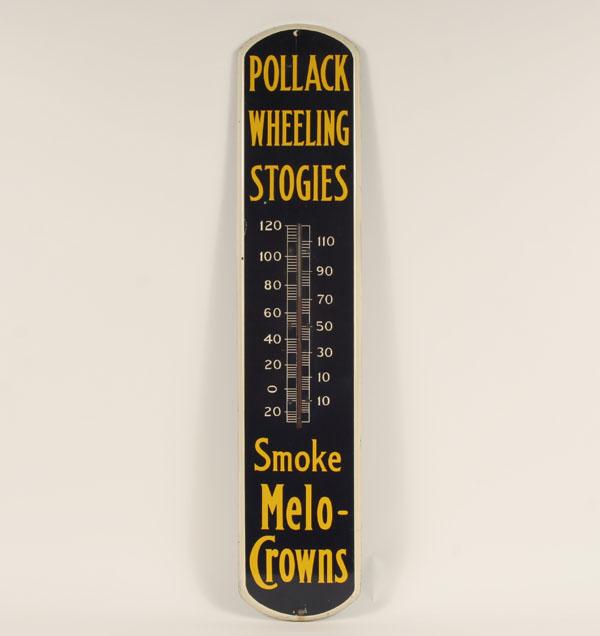 POLLACK
WHEELING
STOGIES
120
110
100
90
80
70
60
50
40
30
20
10
0
10
20
Smoke
Melo-
Crowns